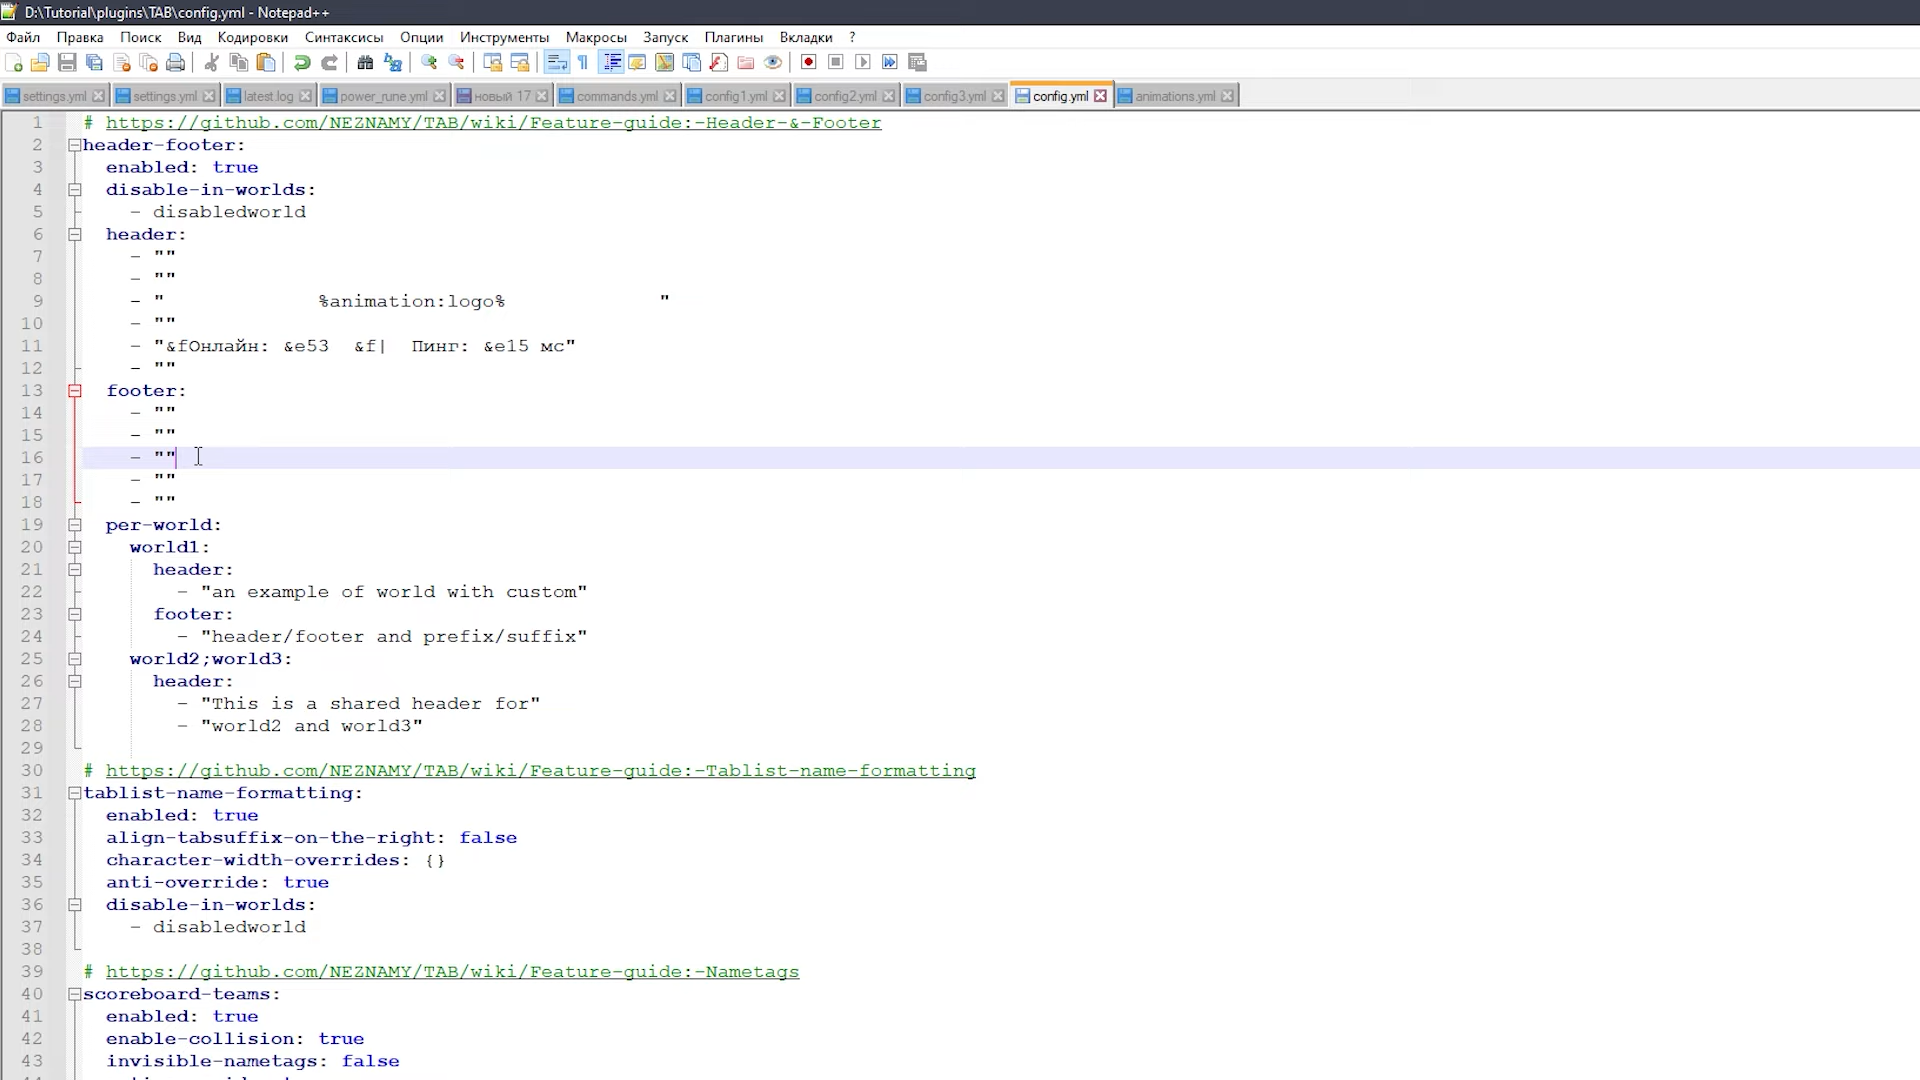 D:\Tutorial\plugins\TAB\config.yml - Notepad++
Файл Правка Поиск Вид Кодировки Синтаксисы Опции Инструменты Макросы Запуск Плагины Вкладки ?
settings.yml settings.yml latest.log power_rune.yml новый 17 commands.yml config1.yml config2.yml config3.yml config.yml animations.yml
1 # https://github.com/NEZNAMY/TAB/wiki/Feature-guide:-Header-&-Footer
2 header-footer:
3 enabled: true
4 disable-in-worlds:
5 - disabledworld
6 header:
7 - ""
8 - ""
9 - " %animation:logo% "
10 - ""
11 - "&fОнлайн: &e53 &f| Пинг: &e15 мс"
12 - ""
13 footer:
14 - ""
15 - ""
16 - ""
17 - ""
18 - ""
19 per-world:
20 world1:
21 header:
22 - "an example of world with custom"
23 footer:
24 - "header/footer and prefix/suffix"
25 world2;world3:
26 header:
27 - "This is a shared header for"
28 - "world2 and world3"
29
30 # https://github.com/NEZNAMY/TAB/wiki/Feature-guide:-Tablist-name-formatting
31 tablist-name-formatting:
32 enabled: true
33 align-tabsuffix-on-the-right: false
34 character-width-overrides: {}
35 anti-override: true
36 disable-in-worlds:
37 - disabledworld
38
39 # https://github.com/NEZNAMY/TAB/wiki/Feature-guide:-Nametags
40 scoreboard-teams:
41 enabled: true
42 enable-collision: true
43 invisible-nametags: false